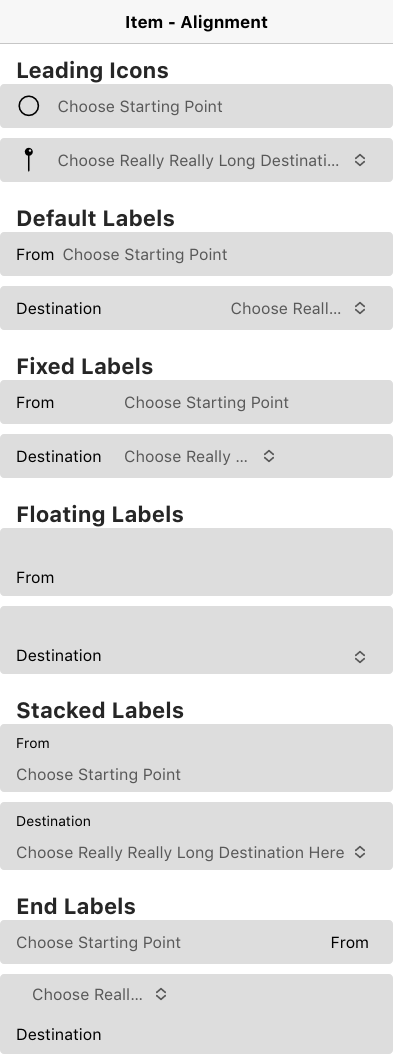 Item - Alignment
Leading Icons
Choose Starting Point
Choose Really Really Long Destinati...
Default Labels
From Choose Starting Point
Destination Choose Reall...
Fixed Labels
From Choose Starting Point
Destination Choose Really ...
Floating Labels
From
Destination
Stacked Labels
From
Choose Starting Point
Destination
Choose Really Really Long Destination Here
End Labels
Choose Starting Point From
Choose Reall...
Destination